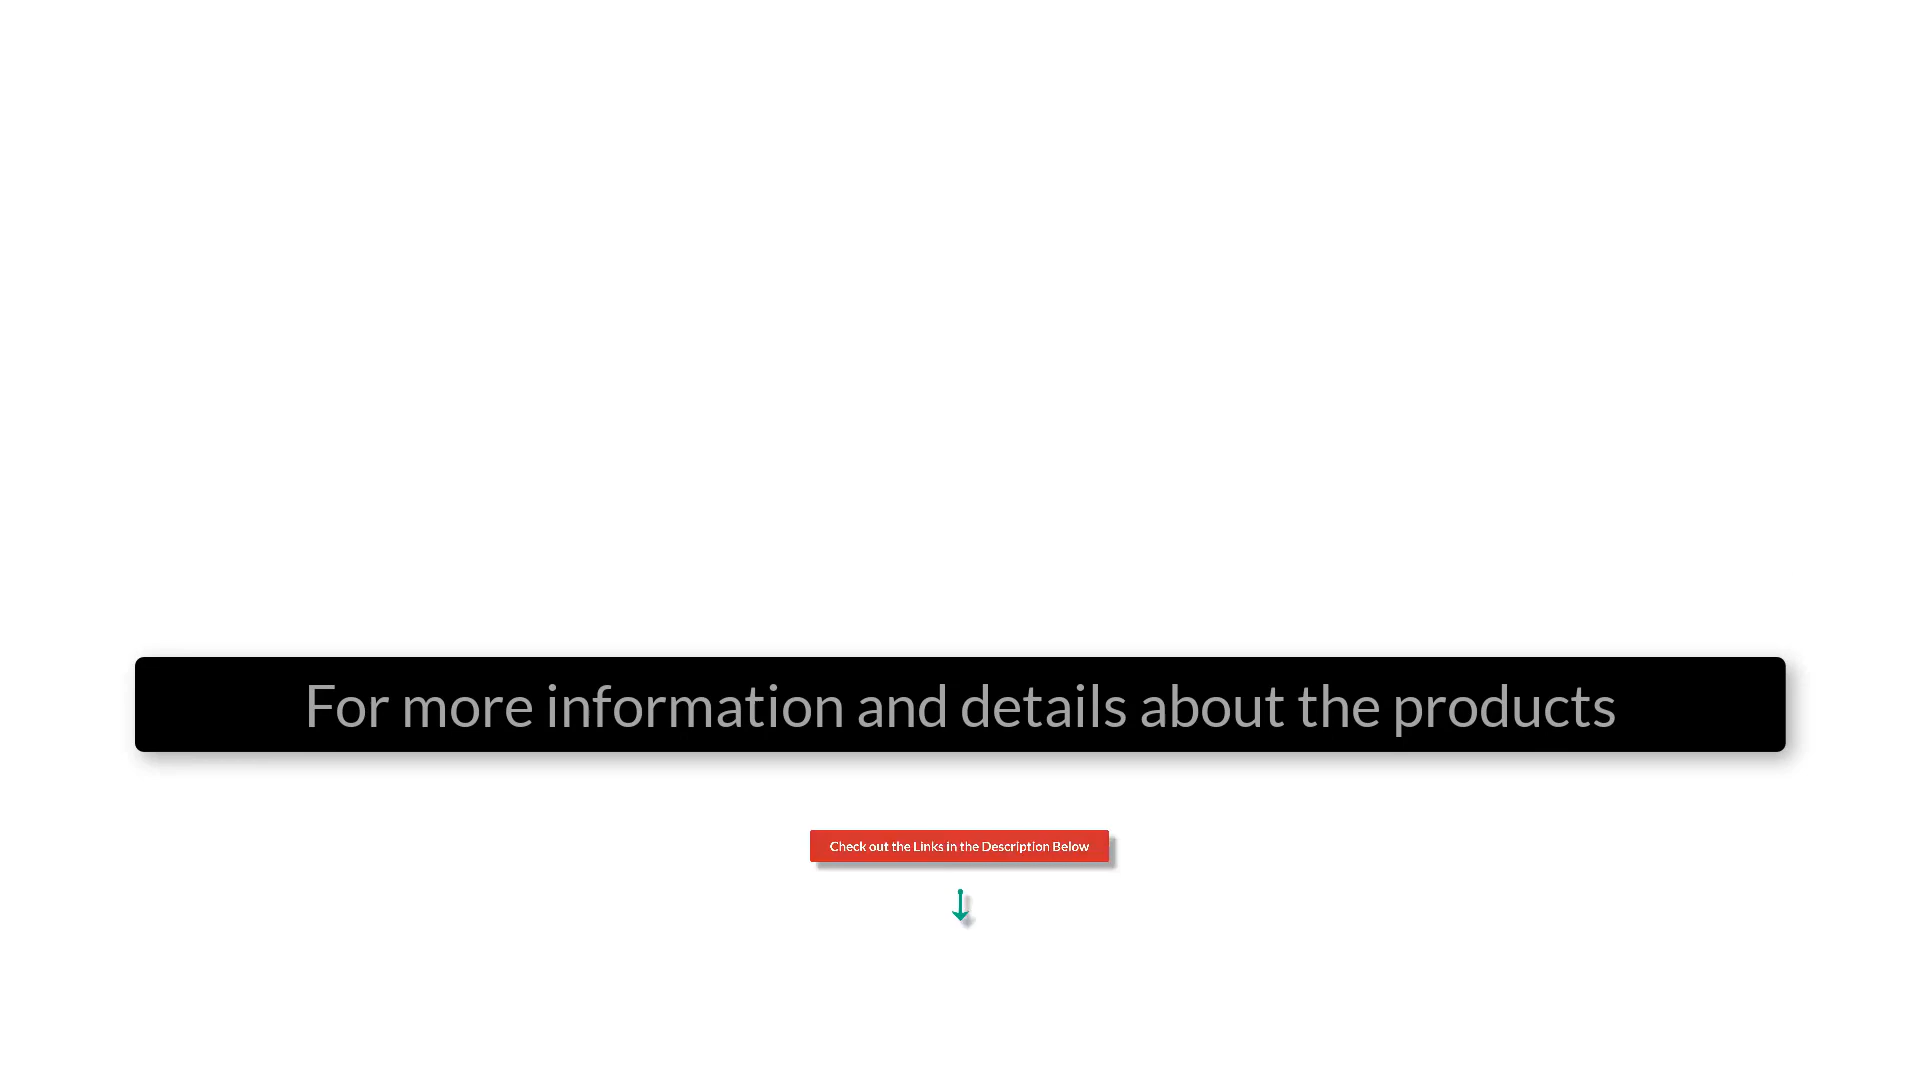 For more information and details about the products
Check out the Links in the Description Below